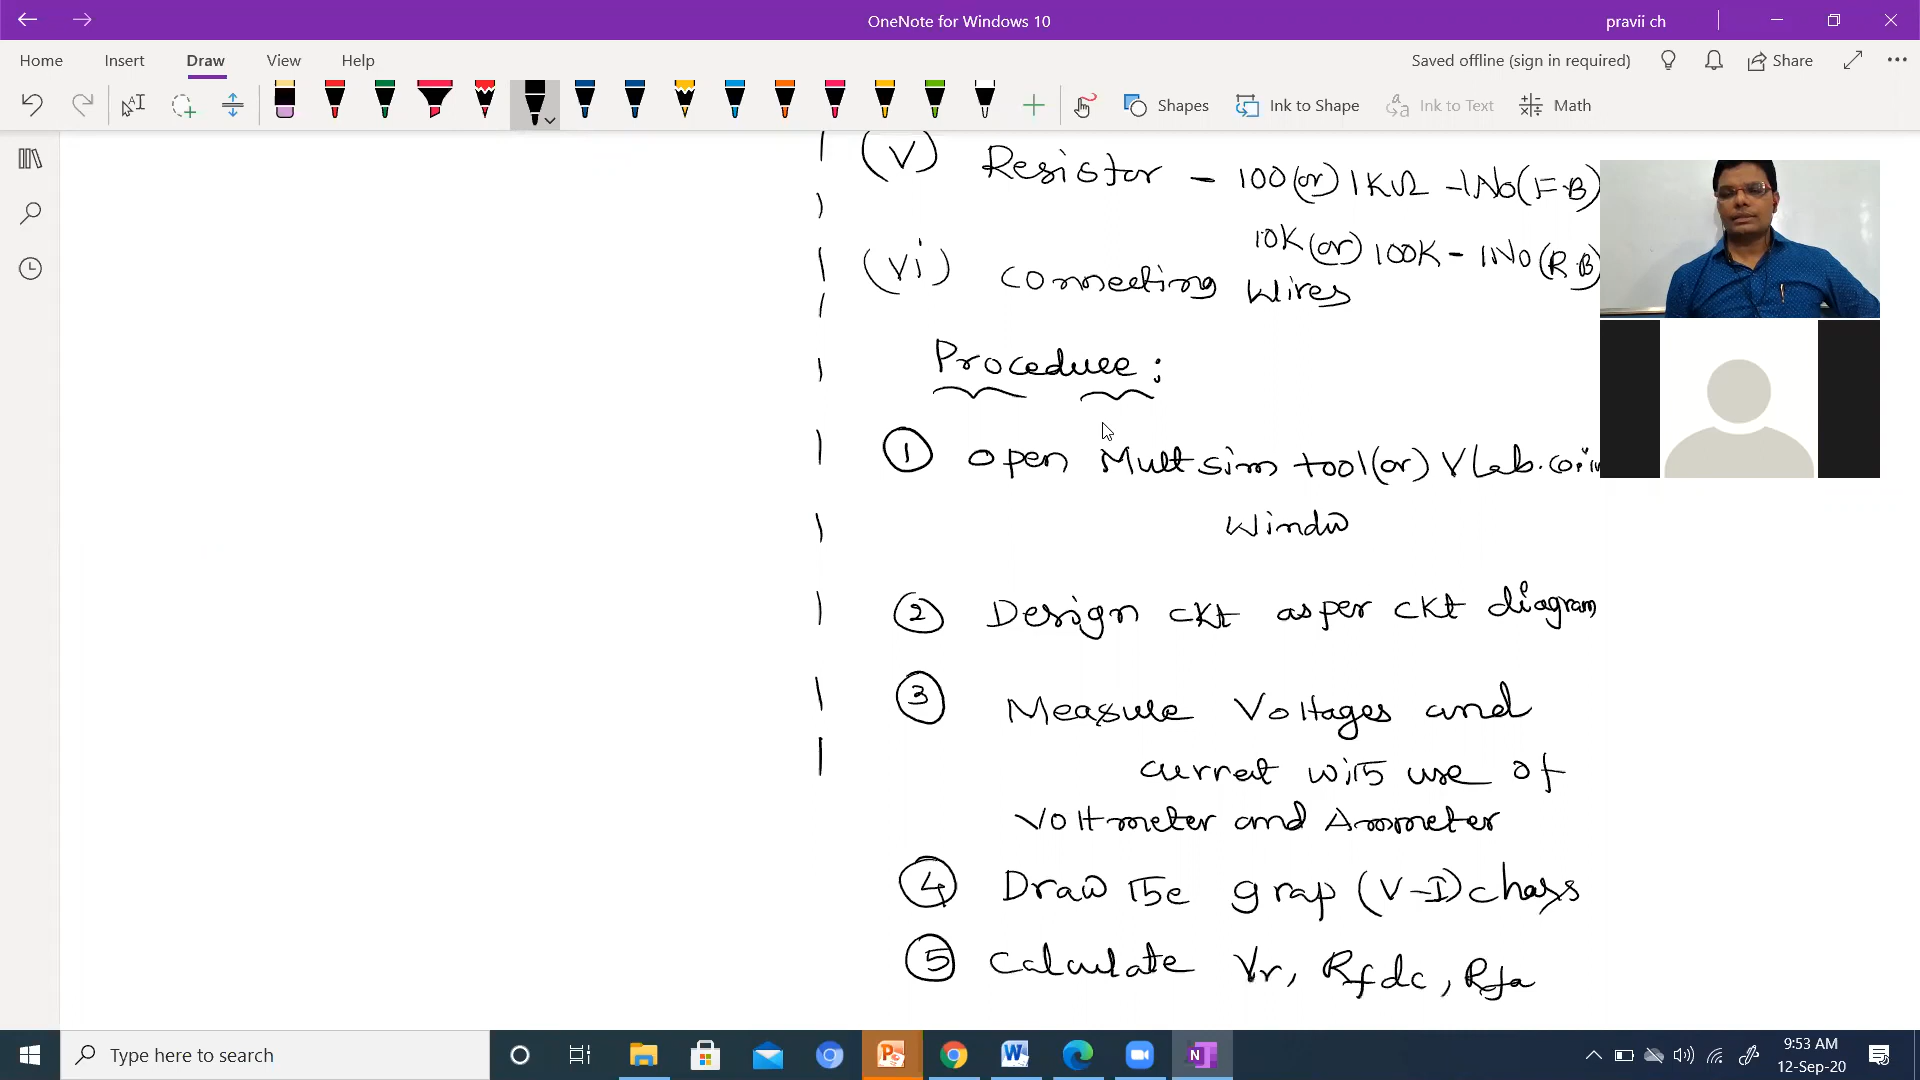 OneNote for Windows 10
pravii ch
Home Insert Draw View Help
Saved offline (sign in required) Share
Shapes Ink to Shape Ink to Text Math
(V) Resistor - 100 (or) 1KΩ - 1No (F.B)
10K (or) 100K - 1No (R.B)
(Vi) connecting Wires
Procedure:
① open Multsim tool (or) Vlab.co.in
Windo
② Design ckt as per ckt diagram
③ Measure Voltages and
current with use of
Voltmeter and Ammeter
④ Draw the grap (V-I) chars
⑤ Calculate Vr, Rfdc, Rfa
Type here to search
9:53 AM
12-Sep-20